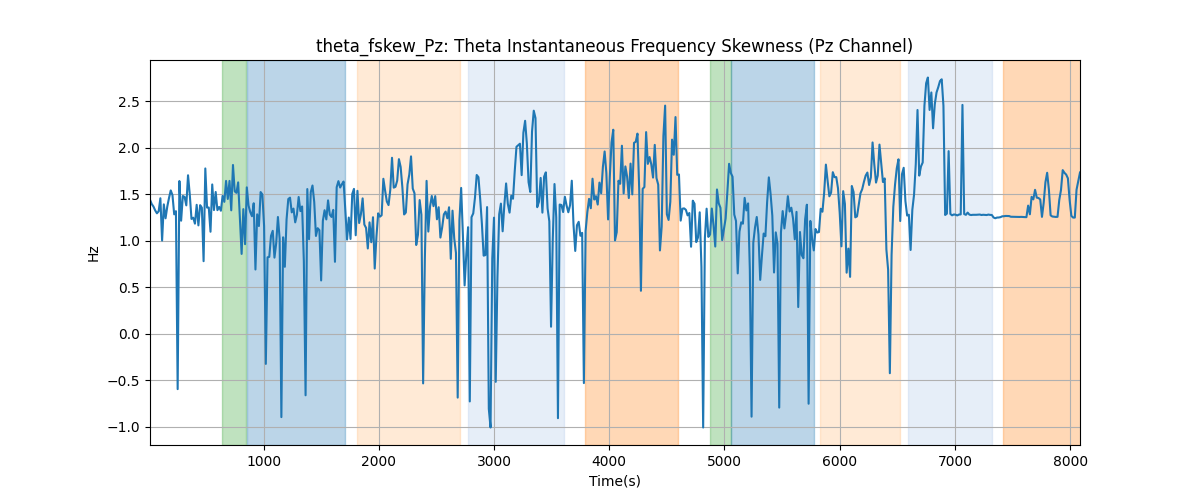 theta_fskew_Pz: Theta Instantaneous Frequency Skewness (Pz Channel)
2.5
2.0
1.5
1.0
0.5
0.0
−0.5
−1.0
Hz
1000 2000 3000 4000 5000 6000 7000 8000
Time(s)